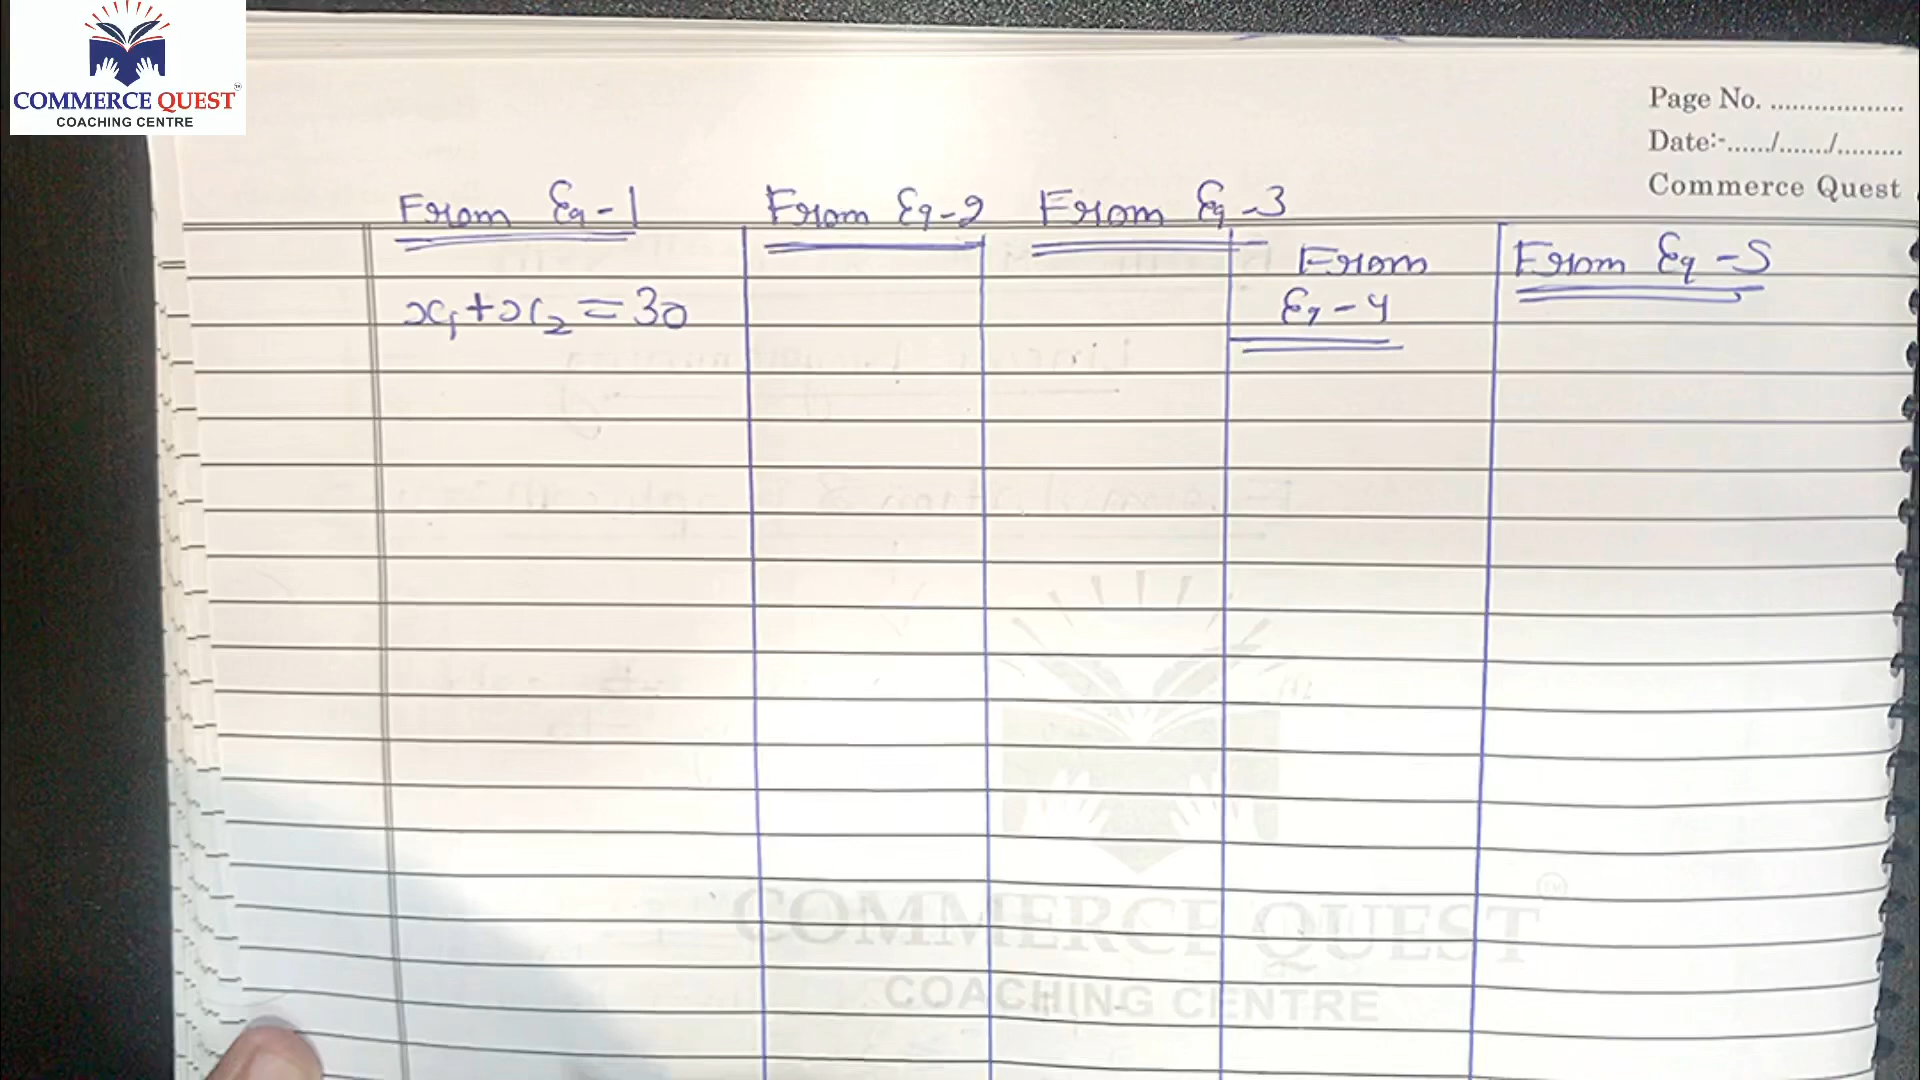 COMMERCE QUEST
COACHING CENTRE
Page No. ..................
Date:-....../......./.........
Commerce Quest
From Eq-1
From Eq-2
From Eq-3
From
Eq-4
From Eq-5
x₁+x₂=30
COMMERCE QUEST
COACHING CENTRE